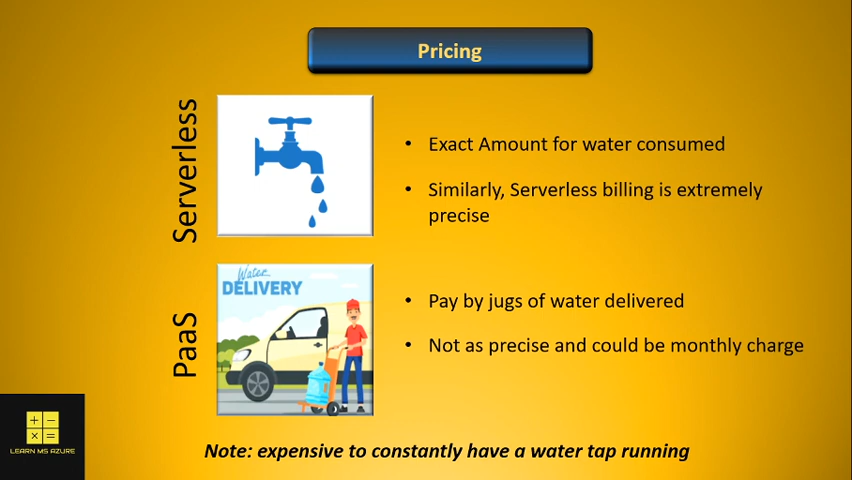 Pricing
Serverless
• Exact Amount for water consumed
• Similarly, Serverless billing is extremely
precise
Water
DELIVERY
PaaS
• Pay by jugs of water delivered
• Not as precise and could be monthly charge
+ −
× =
LEARN MS AZURE
Note: expensive to constantly have a water tap running